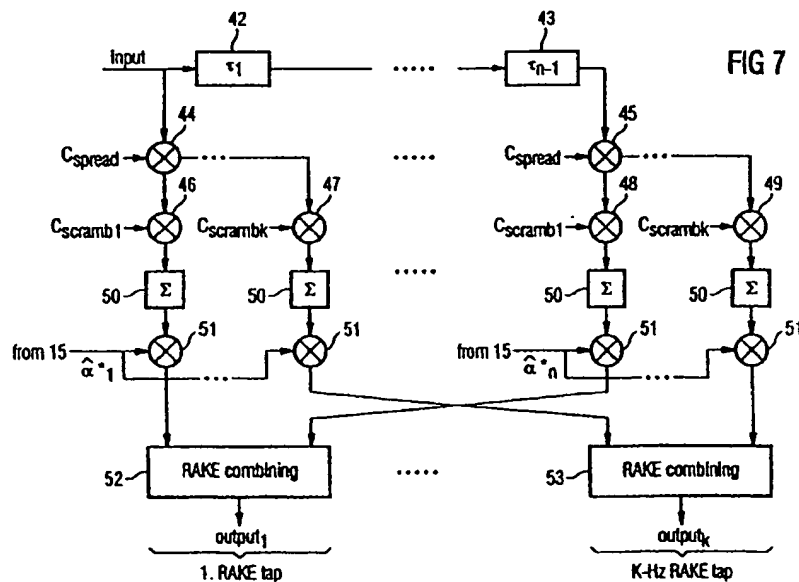 42
43
FIG 7
Input
τ1
.....
τn-1
44
45
Cspread
...
.....
Cspread
...
46
47
48
49
Cscramb1
Cscrambk
Cscramb1
Cscrambk
.....
50
Σ
50
Σ
50
Σ
50
Σ
51
51
51
51
from 15
from 15
α̂*1
...
α̂*n
...
52
RAKE combining
.....
53
RAKE combining
output1
outputk
1. RAKE tap
K-Hz RAKE tap